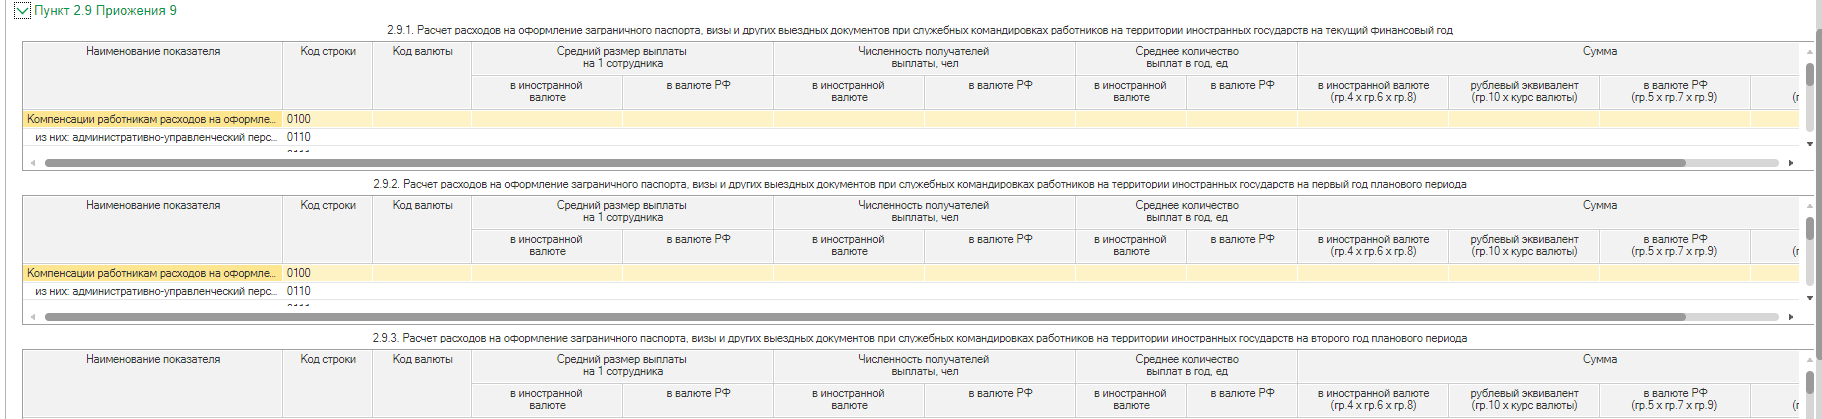 Пункт 2.9 Приожения 9
2.9.1. Расчет расходов на оформление заграничного паспорта, визы и других выездных документов при служебных командировках работников на территории иностранных государств на текущий финансовый год
Наименование показателя
Код строки
Код валюты
Средний размер выплаты
на 1 сотрудника
Численность получателей
выплаты, чел
Среднее количество
выплат в год, ед
Сумма
в иностранной
валюте
в валюте РФ
в иностранной
валюте
в валюте РФ
в иностранной
валюте
в валюте РФ
в иностранной валюте
(гр.4 х гр.6 х гр.8)
рублевый эквивалент
(гр.10 х курс валюты)
в валюте РФ
(гр.5 х гр.7 х гр.9)
Компенсации работникам расходов на оформле... 0100
из них: административно-управленческий перс... 0110
2.9.2. Расчет расходов на оформление заграничного паспорта, визы и других выездных документов при служебных командировках работников на территории иностранных государств на первый год планового периода
Наименование показателя
Код строки
Код валюты
Средний размер выплаты
на 1 сотрудника
Численность получателей
выплаты, чел
Среднее количество
выплат в год, ед
Сумма
в иностранной
валюте
в валюте РФ
в иностранной
валюте
в валюте РФ
в иностранной
валюте
в валюте РФ
в иностранной валюте
(гр.4 х гр.6 х гр.8)
рублевый эквивалент
(гр.10 х курс валюты)
в валюте РФ
(гр.5 х гр.7 х гр.9)
Компенсации работникам расходов на оформле... 0100
из них: административно-управленческий перс... 0110
2.9.3. Расчет расходов на оформление заграничного паспорта, визы и других выездных документов при служебных командировках работников на территории иностранных государств на второго год планового периода
Наименование показателя
Код строки
Код валюты
Средний размер выплаты
на 1 сотрудника
Численность получателей
выплаты, чел
Среднее количество
выплат в год, ед
Сумма
в иностранной
валюте
в валюте РФ
в иностранной
валюте
в валюте РФ
в иностранной
валюте
в валюте РФ
в иностранной валюте
(гр.4 х гр.6 х гр.8)
рублевый эквивалент
(гр.10 х курс валюты)
в валюте РФ
(гр.5 х гр.7 х гр.9)